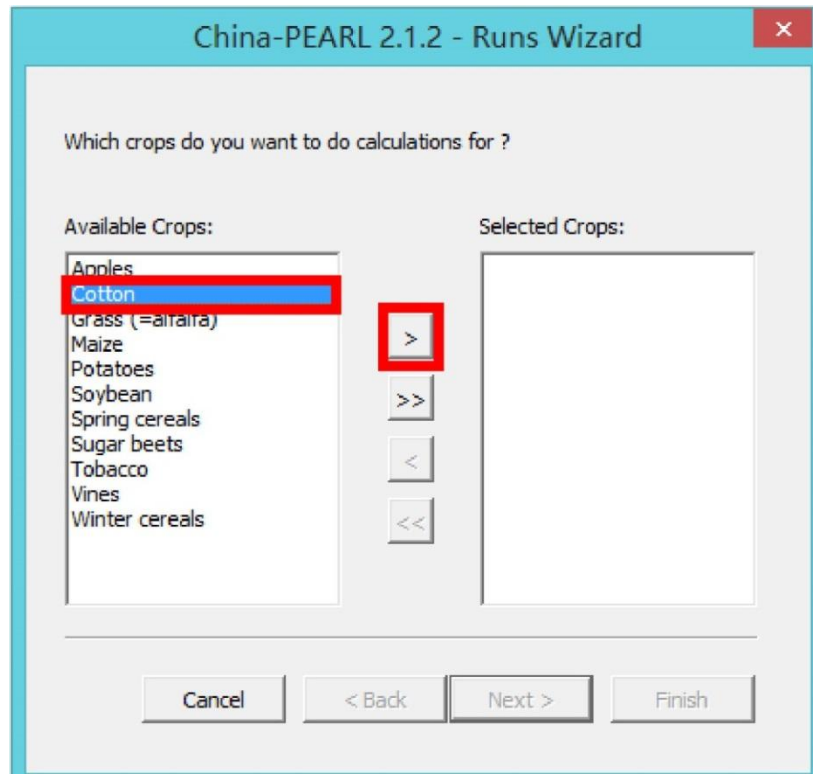 China-PEARL 2.1.2 - Runs Wizard
×
Which crops do you want to do calculations for ?
Available Crops:
Selected Crops:
Apples
Cotton
Grass (=alfalfa)
Maize
Potatoes
Soybean
Spring cereals
Sugar beets
Tobacco
Vines
Winter cereals
>
>>
<
<<
Cancel
< Back
Next >
Finish